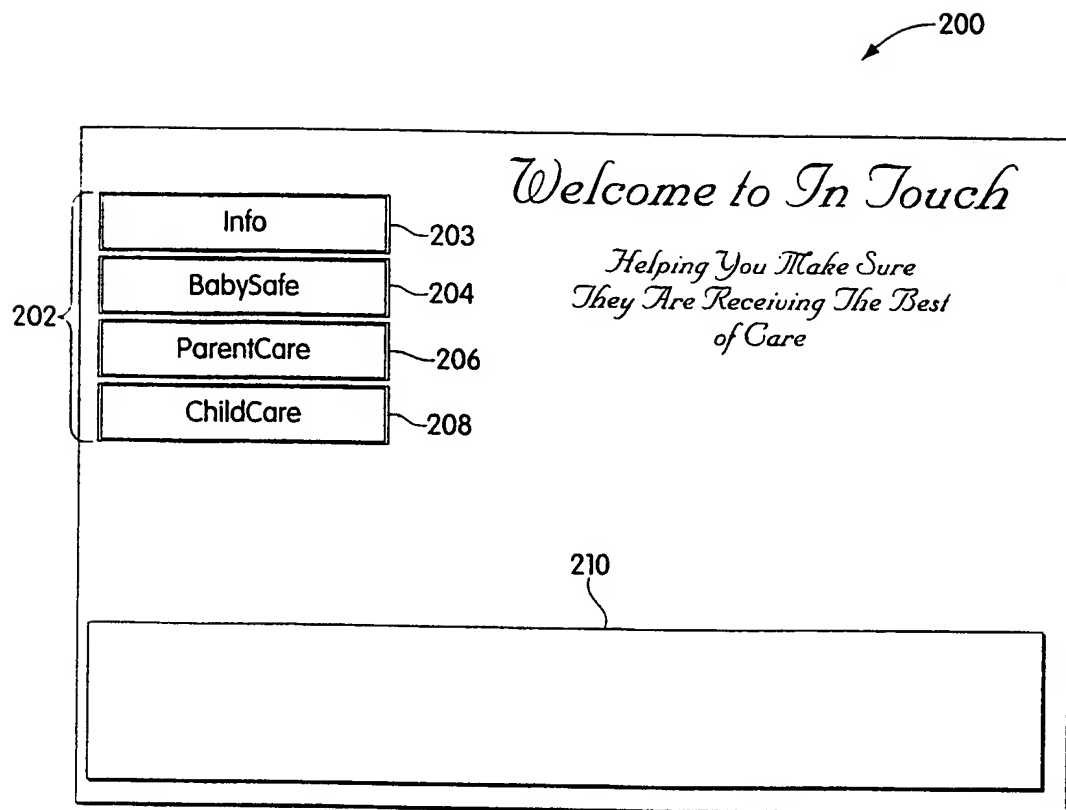 200
Welcome to In Touch
Info
203
Helping You Make Sure
BabySafe
204
They Are Receiving The Best
202
of Care
ParentCare
206
ChildCare
208
210